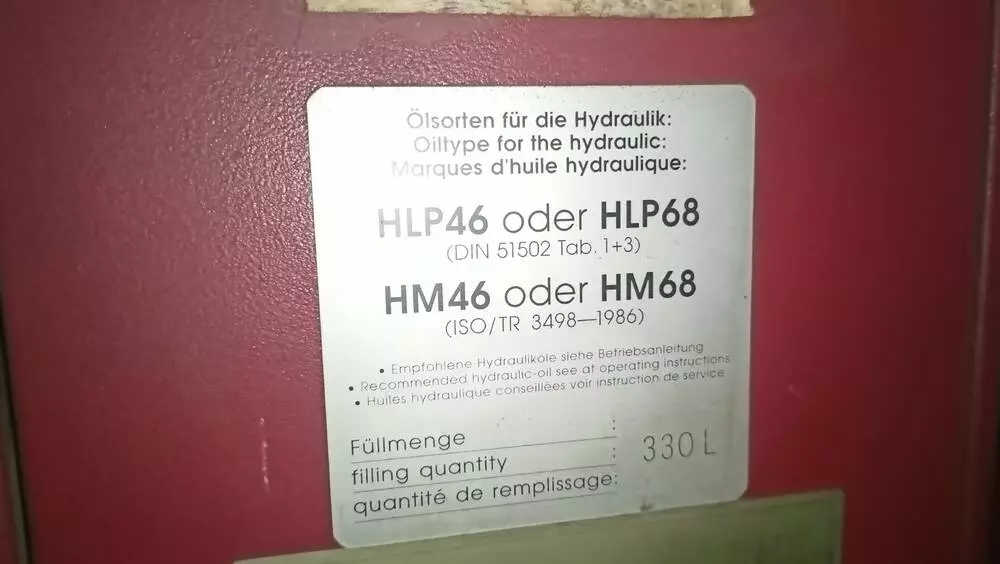 Ölsorten für die Hydraulik:
Oiltype for the hydraulic:
Marques d'huile hydraulique:
HLP46 oder HLP68
(DIN 51502 Tab. 1+3)
HM46 oder HM68
(ISO/TR 3498—1986)
• Empfohlene Hydrauliköle siehe Betriebsanleitung
• Recommended hydraulic-oil see at operating instructions
• Huiles hydraulique conseillées voir instruction de service
Füllmenge :
filling quantity : 330 L
quantité de remplissage: